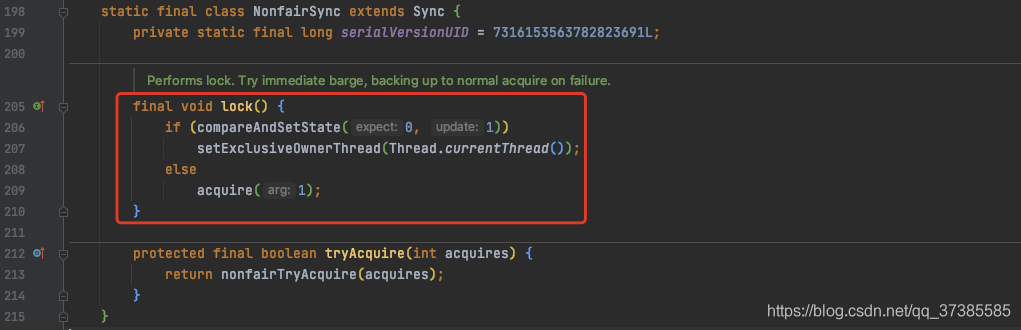 198 static final class NonfairSync extends Sync {
199 private static final long serialVersionUID = 7316153563782823691L;
200
Performs lock. Try immediate barge, backing up to normal acquire on failure.
205 final void lock() {
206 if (compareAndSetState( expect: 0, update: 1))
207 setExclusiveOwnerThread(Thread.currentThread());
208 else
209 acquire( arg: 1);
210 }
211
212 protected final boolean tryAcquire(int acquires) {
213 return nonfairTryAcquire(acquires);
214 }
215 }
https://blog.csdn.net/qq_37385585